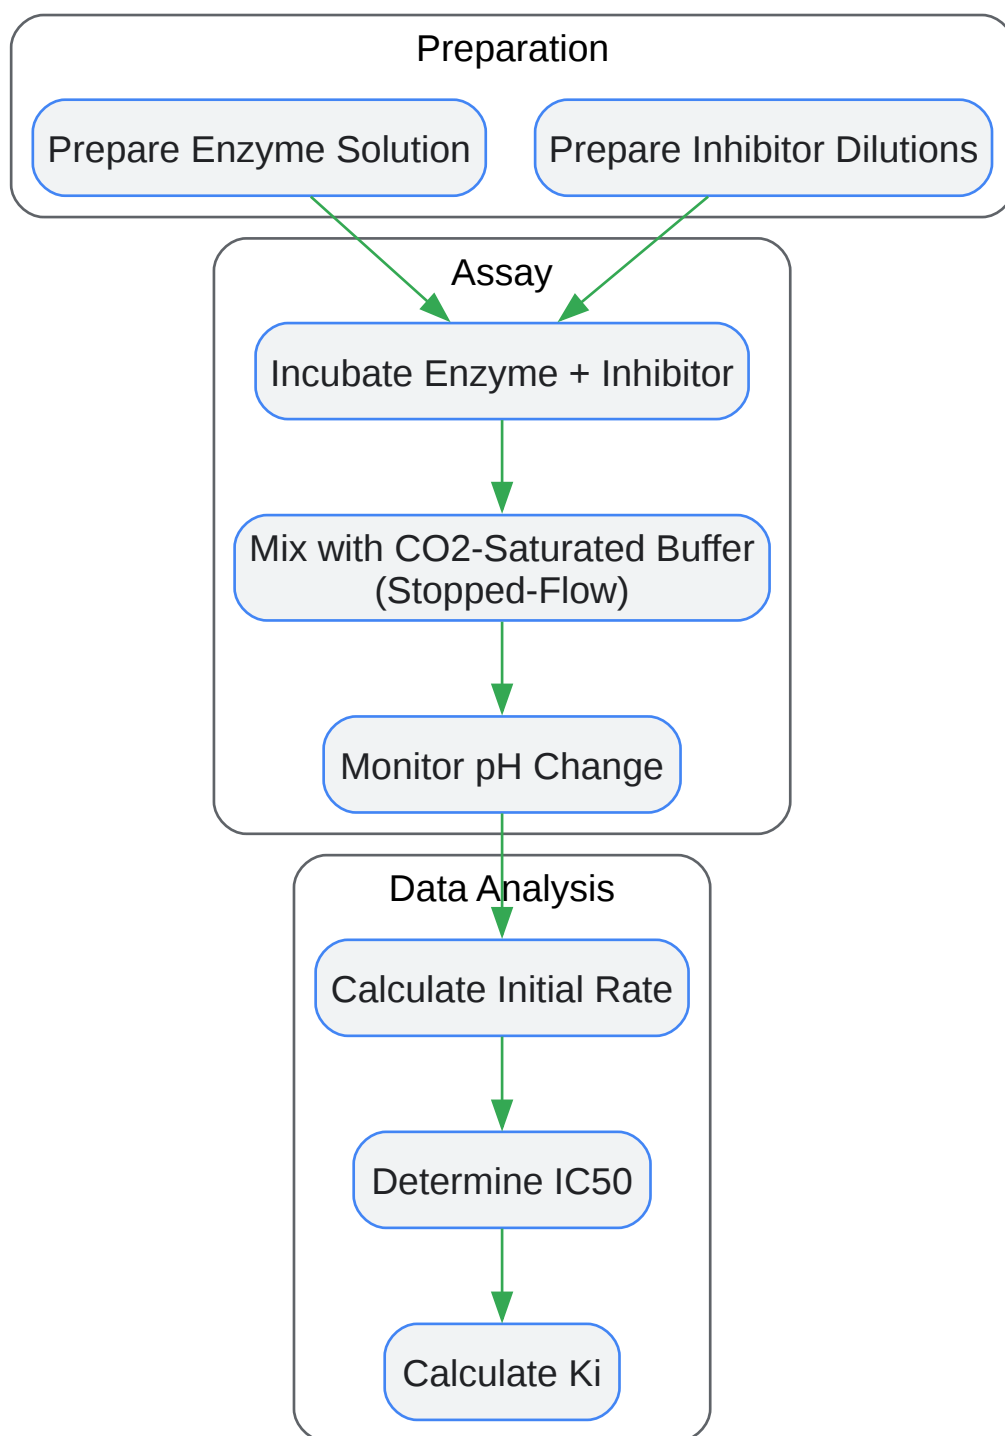 Preparation
Prepare Enzyme Solution
Prepare Inhibitor Dilutions
Assay
Incubate Enzyme + Inhibitor
Mix with CO2-Saturated Buffer
(Stopped-Flow)
Monitor pH Change
Data Analysis
Calculate Initial Rate
Determine IC50
Calculate Ki